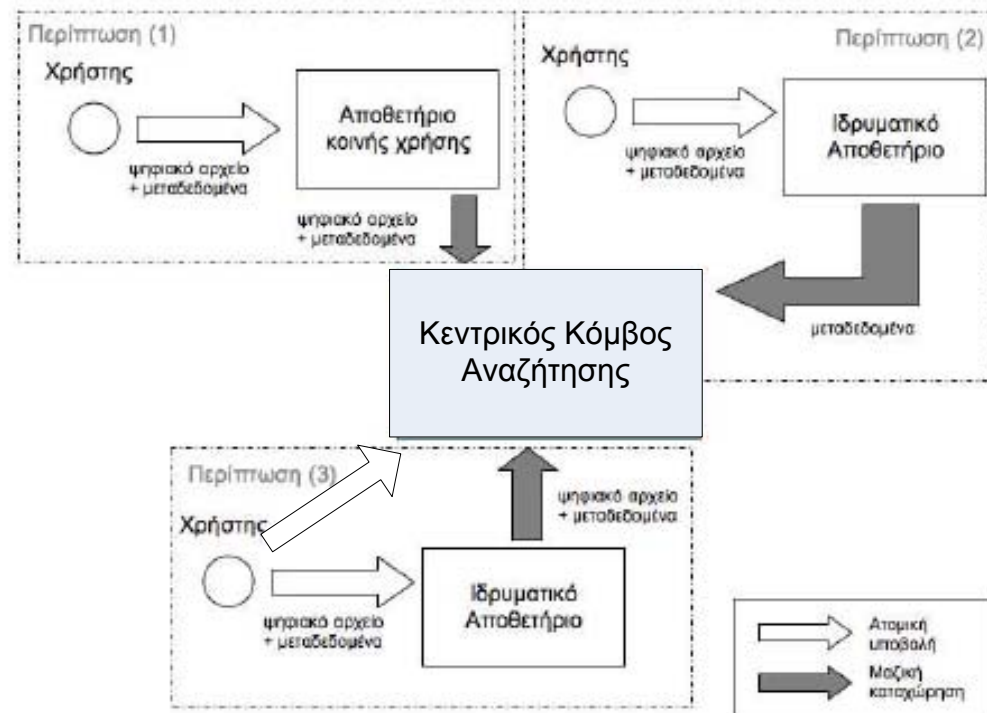 Περίπτωση (1)
Χρήστης
ψηφιακό αρχείο
+ μεταδεδομένα
Αποθετήριο
κοινής χρήσης
ψηφιακό αρχείο
+ μεταδεδομένα
Περίπτωση (2)
Χρήστης
ψηφιακό αρχείο
+ μεταδεδομένα
Ιδρυματικό
Αποθετήριο
μεταδεδομένα
Κεντρικός Κόμβος
Αναζήτησης
Περίπτωση (3)
Χρήστης
ψηφιακό αρχείο
+ μεταδεδομένα
Ιδρυματικό
Αποθετήριο
ψηφιακό αρχείο
+ μεταδεδομένα
Ατομική
υποβολή
Μαζική
καταχώρηση